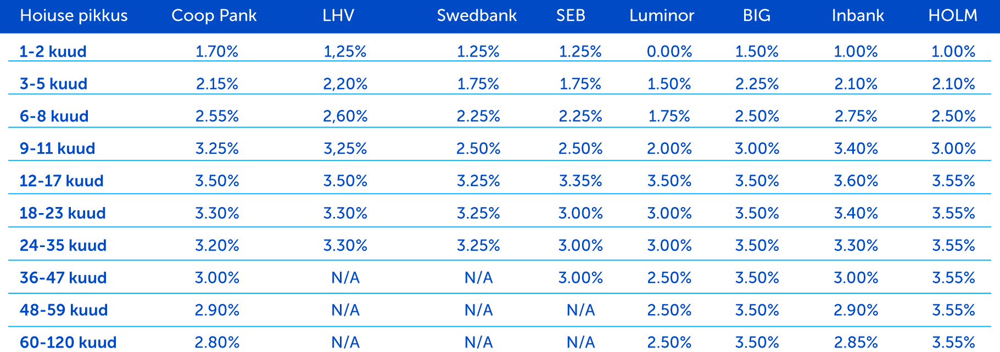 Hoiuse pikkus Coop Pank LHV Swedbank SEB Luminor BIG Inbank HOLM
1-2 kuud 1.70% 1,25% 1.25% 1.25% 0.00% 1.50% 1.00% 1.00%
3-5 kuud 2.15% 2,20% 1.75% 1.75% 1.50% 2.25% 2.10% 2.10%
6-8 kuud 2.55% 2,60% 2.25% 2.25% 1.75% 2.50% 2.75% 2.50%
9-11 kuud 3.25% 3,25% 2.50% 2.50% 2.00% 3.00% 3.40% 3.00%
12-17 kuud 3.50% 3.50% 3.25% 3.35% 3.50% 3.50% 3.60% 3.55%
18-23 kuud 3.30% 3.30% 3.25% 3.00% 3.00% 3.50% 3.40% 3.55%
24-35 kuud 3.20% 3.30% 3.25% 3.00% 3.00% 3.50% 3.30% 3.55%
36-47 kuud 3.00% N/A N/A 3.00% 2.50% 3.50% 3.00% 3.55%
48-59 kuud 2.90% N/A N/A N/A 2.50% 3.50% 2.90% 3.55%
60-120 kuud 2.80% N/A N/A N/A 2.50% 3.50% 2.85% 3.55%